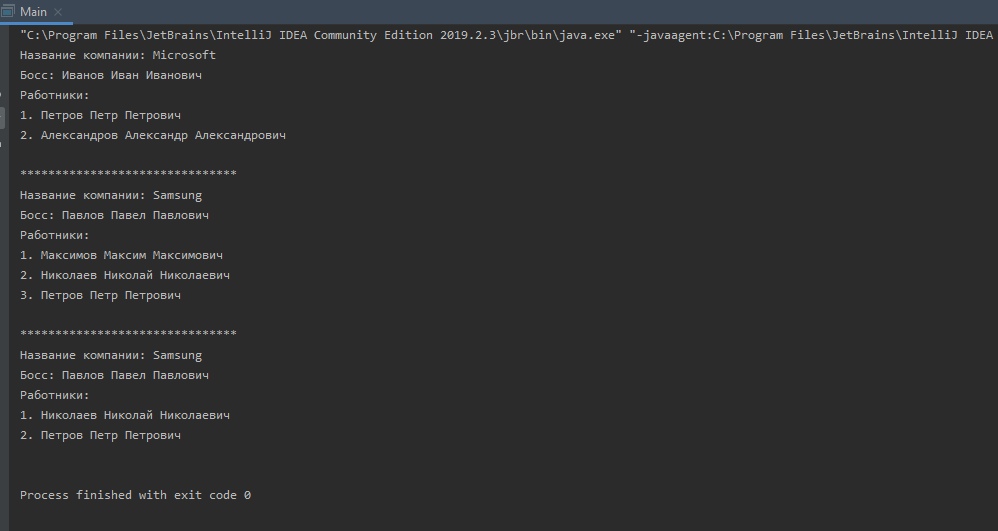 Main
"C:\Program Files\JetBrains\IntelliJ IDEA Community Edition 2019.2.3\jbr\bin\java.exe" "-javaagent:C:\Program Files\JetBrains\IntelliJ IDEA
Название компании: Microsoft
Босс: Иванов Иван Иванович
Работники:
1. Петров Петр Петрович
2. Александров Александр Александрович
*******************************
Название компании: Samsung
Босс: Павлов Павел Павлович
Работники:
1. Максимов Максим Максимович
2. Николаев Николай Николаевич
3. Петров Петр Петрович
*******************************
Название компании: Samsung
Босс: Павлов Павел Павлович
Работники:
1. Николаев Николай Николаевич
2. Петров Петр Петрович
Process finished with exit code 0